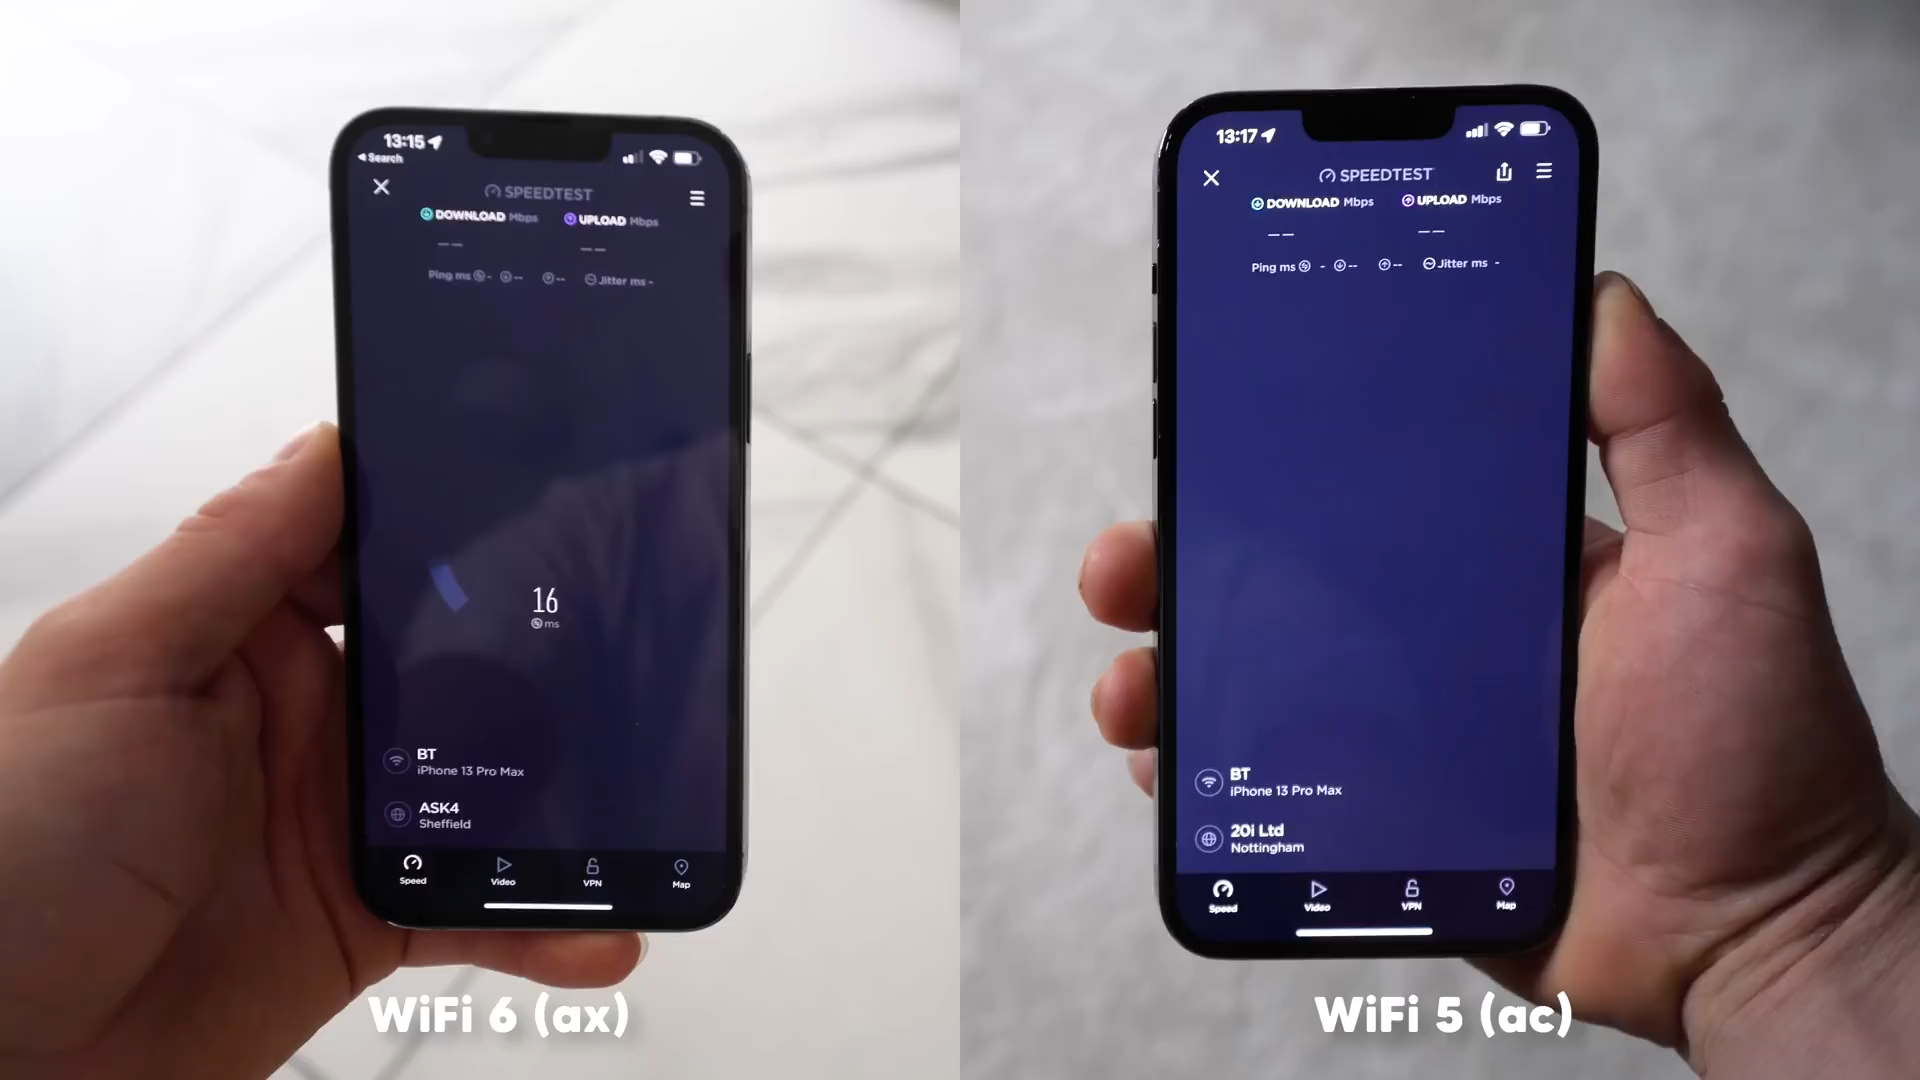 13:15
Search
SPEEDTEST
DOWNLOAD Mbps UPLOAD Mbps
-- --
Ping ms - -- -- Jitter ms -
16
ms
BT
iPhone 13 Pro Max
ASK4
Sheffield
Speed Video VPN Map
WiFi 6 (ax)
13:17
SPEEDTEST
DOWNLOAD Mbps UPLOAD Mbps
-- --
Ping ms - -- -- Jitter ms -
BT
iPhone 13 Pro Max
20i Ltd
Nottingham
Speed Video VPN Map
WiFi 5 (ac)